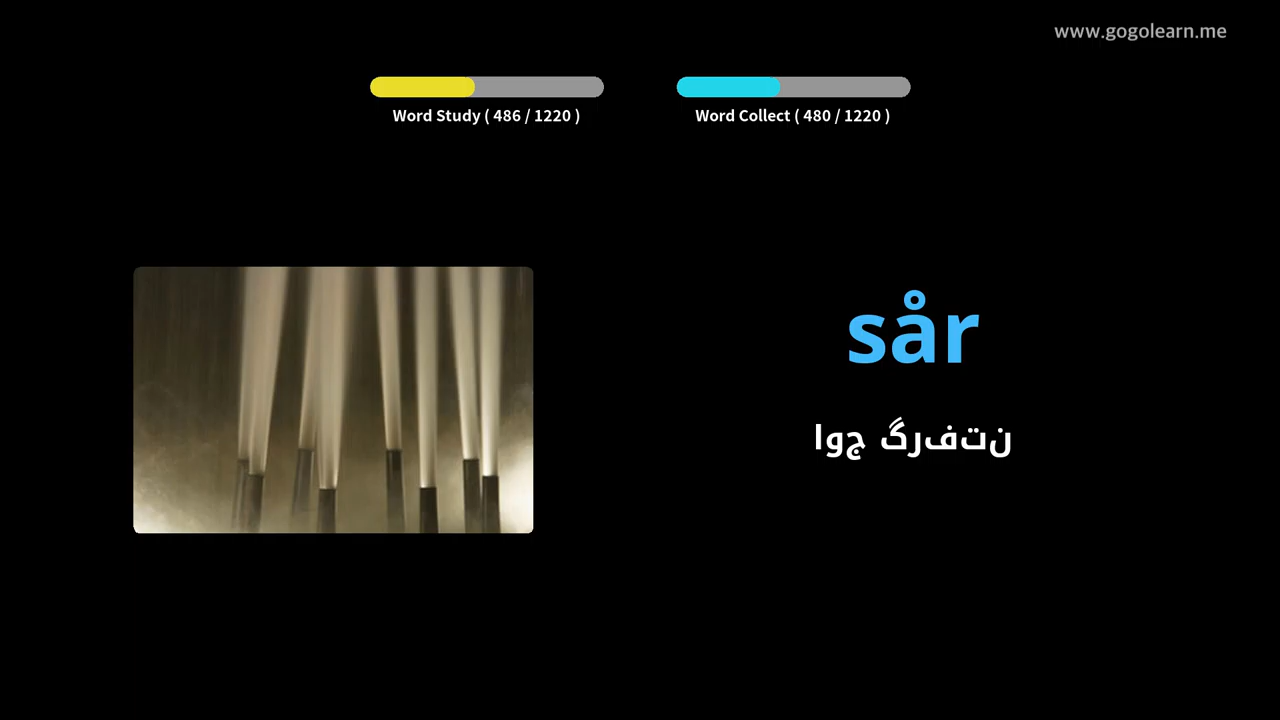 www.gogolearn.me
Word Study ( 486 / 1220 )
Word Collect ( 480 / 1220 )
sår
اوج گرفتن